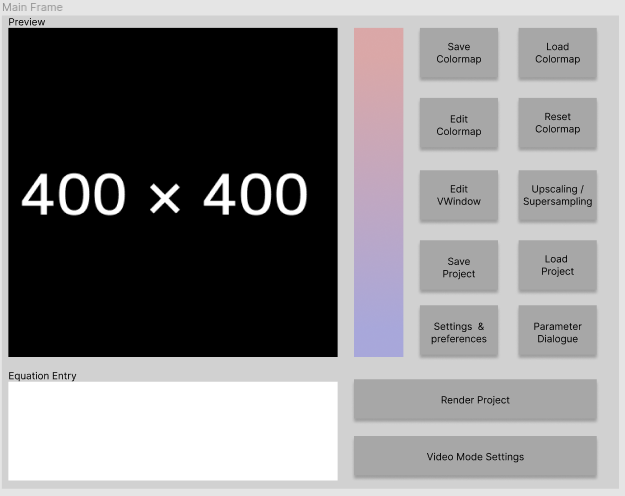 Main Frame
Preview
400 × 400
Save
Colormap
Load
Colormap
Edit
Colormap
Reset
Colormap
Edit
VWindow
Upscaling /
Supersampling
Save
Project
Load
Project
Settings &
preferences
Parameter
Dialogue
Equation Entry
Render Project
Video Mode Settings